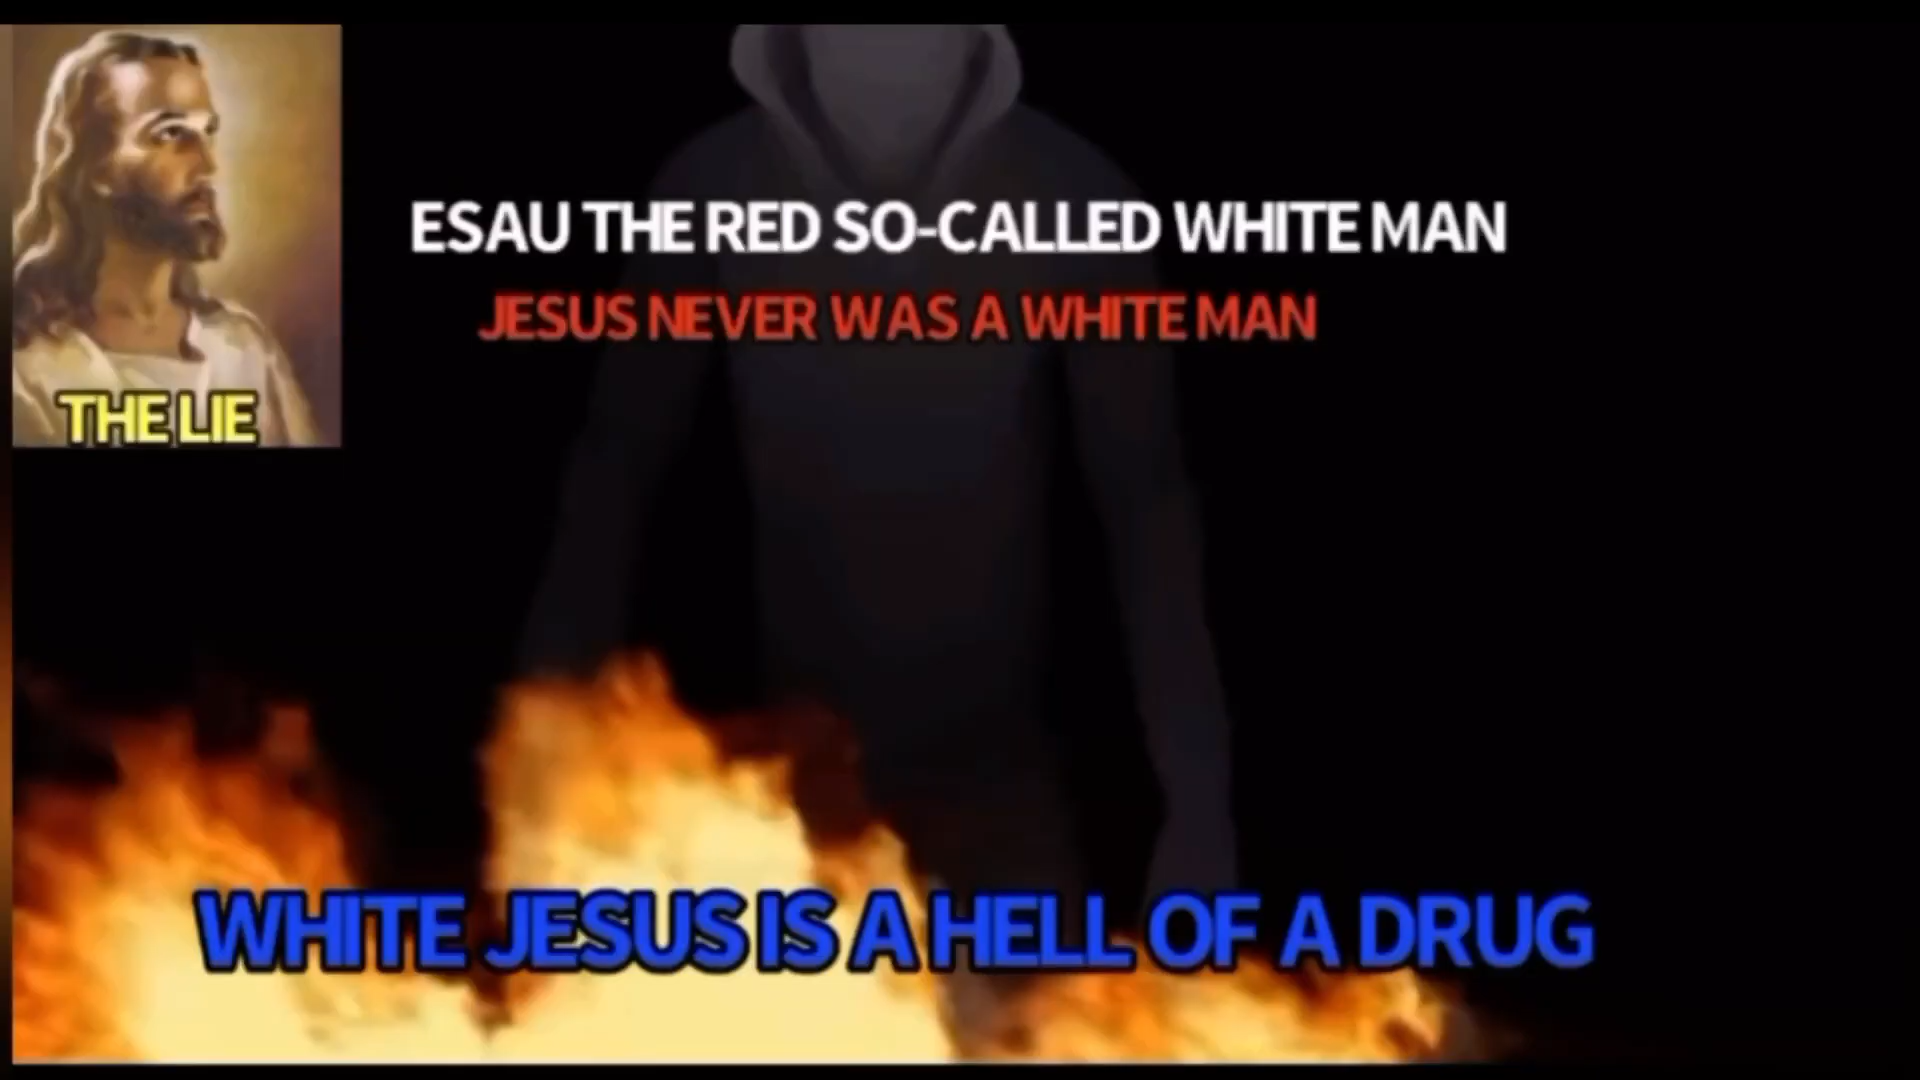 ESAU THE RED SO-CALLED WHITE MAN
JESUS NEVER WAS A WHITE MAN
THE LIE
WHITE JESUS IS A HELL OF A DRUG